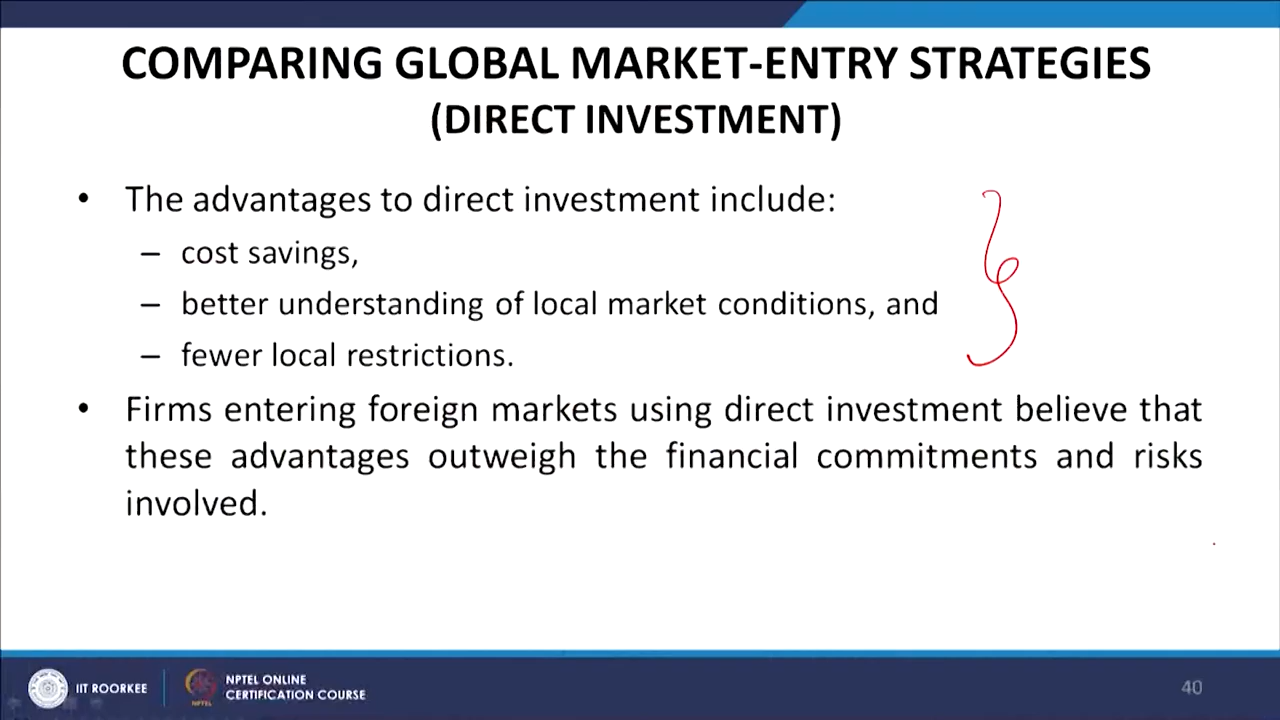 COMPARING GLOBAL MARKET-ENTRY STRATEGIES
(DIRECT INVESTMENT)
• The advantages to direct investment include:
– cost savings,
– better understanding of local market conditions, and
– fewer local restrictions.
• Firms entering foreign markets using direct investment believe that
these advantages outweigh the financial commitments and risks
involved.
IIT ROORKEE
NPTEL ONLINE
CERTIFICATION COURSE
NPTEL
40